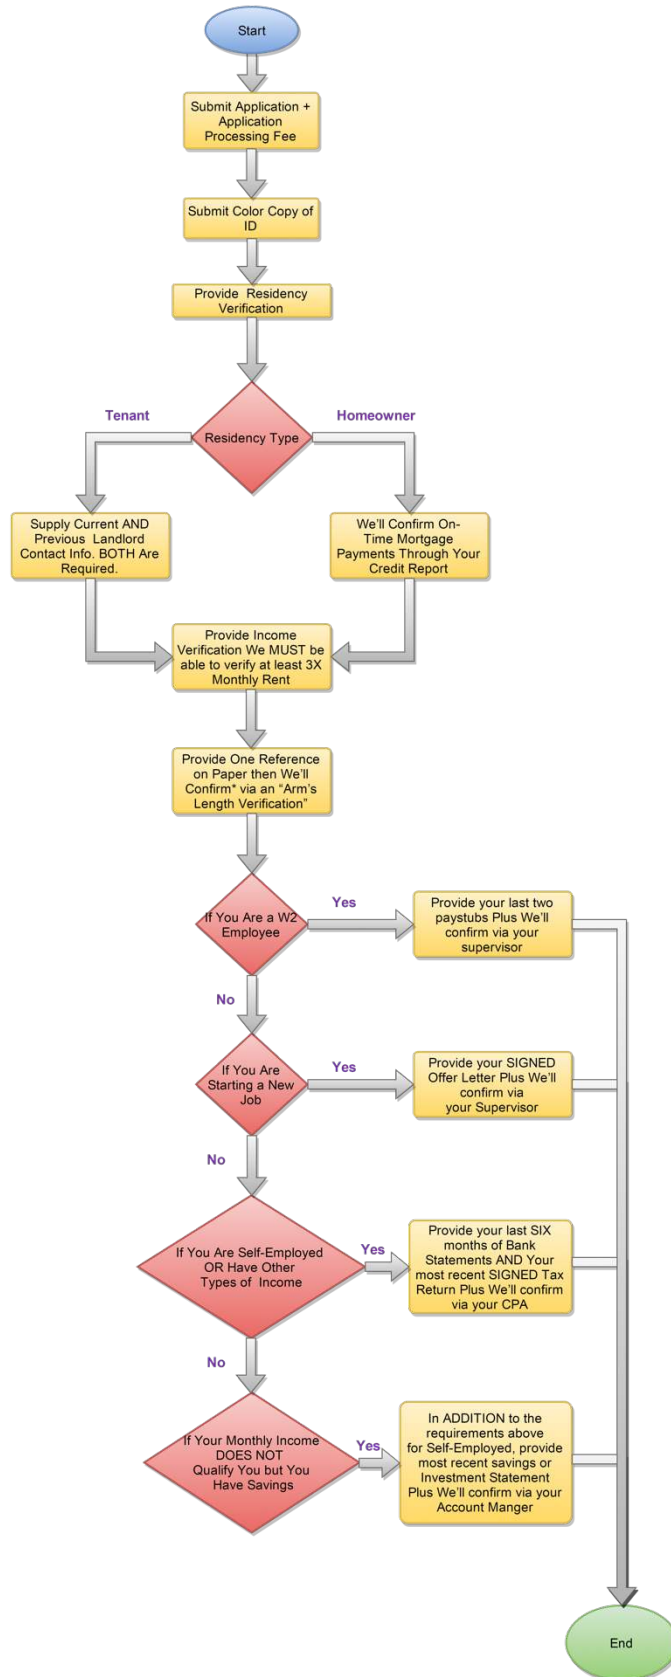 Start
Submit Application +
Application
Processing Fee
Submit Color Copy of
ID
Provide Residency
Verification
Tenant
Homeowner
Residency Type
Supply Current AND
Previous Landlord
Contact Info. BOTH Are
Required.
We'll Confirm On-
Time Mortgage
Payments Through Your
Credit Report
Provide Income
Verification We MUST be
able to verify at least 3X
Monthly Rent
Provide One Reference
on Paper then We'll
Confirm* via an “Arm's
Length Verification”
If You Are a W2
Employee
Yes
Provide your last two
paystubs Plus We'll
confirm via your
supervisor
No
If You Are
Starting a New
Job
Yes
Provide your SIGNED
Offer Letter Plus We'll
confirm via
your Supervisor
No
If You Are Self-Employed
OR Have Other
Types of Income
Yes
Provide your last SIX
months of Bank
Statements AND Your
most recent SIGNED Tax
Return Plus We'll confirm
via your CPA
No
If Your Monthly Income
DOES NOT
Qualify You but You
Have Savings
Yes
In ADDITION to the
requirements above
for Self-Employed, provide
most recent savings or
Investment Statement
Plus We'll confirm via your
Account Manger
End